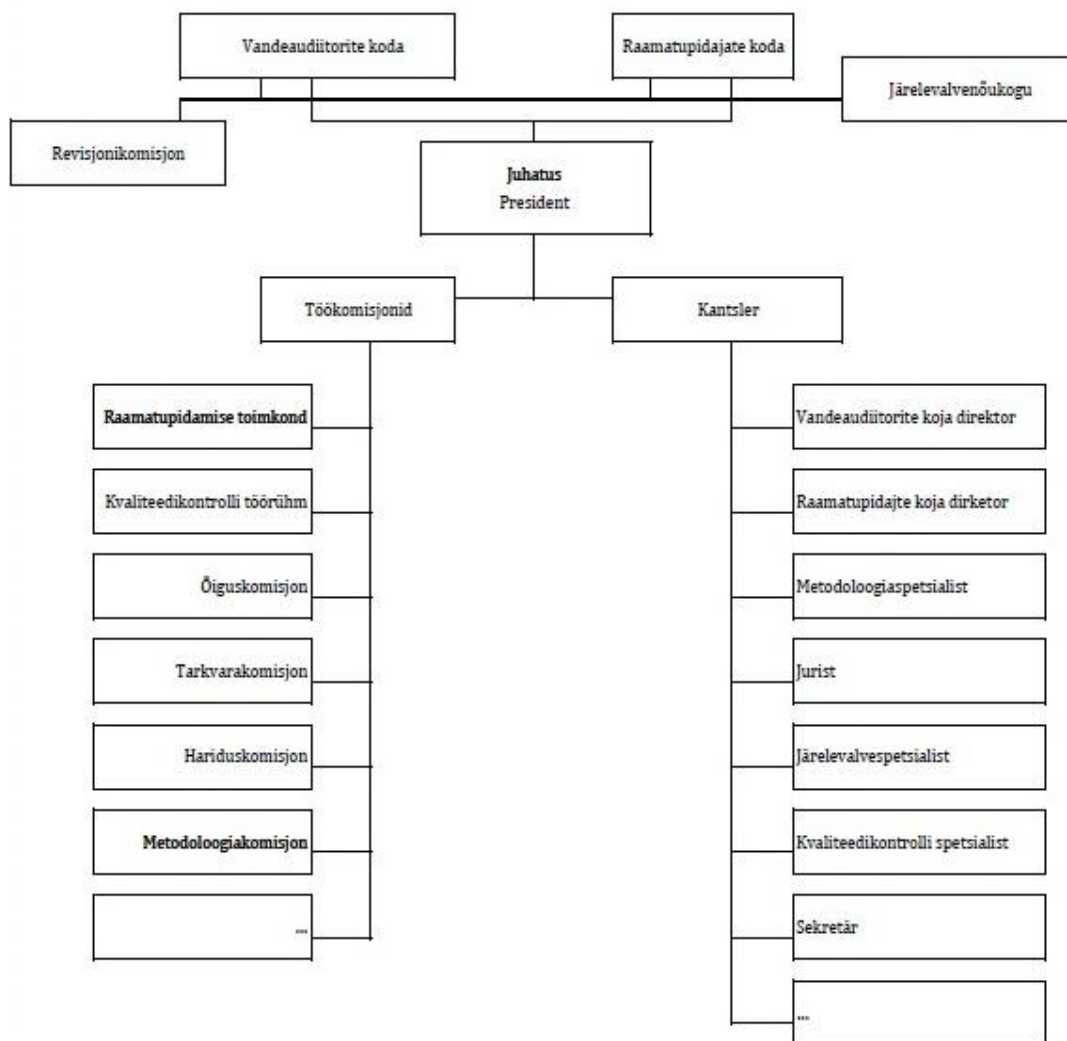 Vandeaudiitorite koda
Raamatupidajate koda
Järelevalvenõukogu
Revisjonikomisjon
Juhatus
President
Töökomisjonid
Kantsler
Raamatupidamise toimkond
Kvaliteedikontrolli töörühm
Õiguskomisjon
Tarkvarakomisjon
Hariduskomisjon
Metodoloogiakomisjon
...
Vandeaudiitorite koja direktor
Raamatupidajte koja dirketor
Metodoloogiaspetsialist
Jurist
Järelevalvespetsialist
Kvaliteedikontrolli spetsialist
Sekretär
...